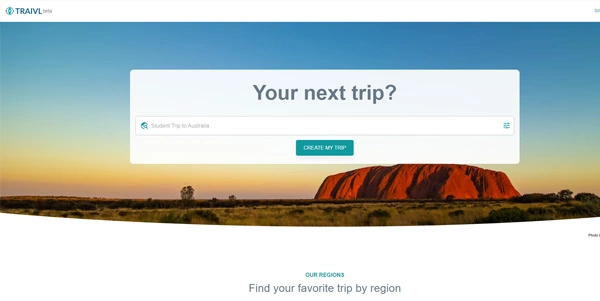 TRAIVL beta
Your next trip?
Student Trip to Australia
CREATE MY TRIP
Photo
OUR REGIONS
Find your favorite trip by region